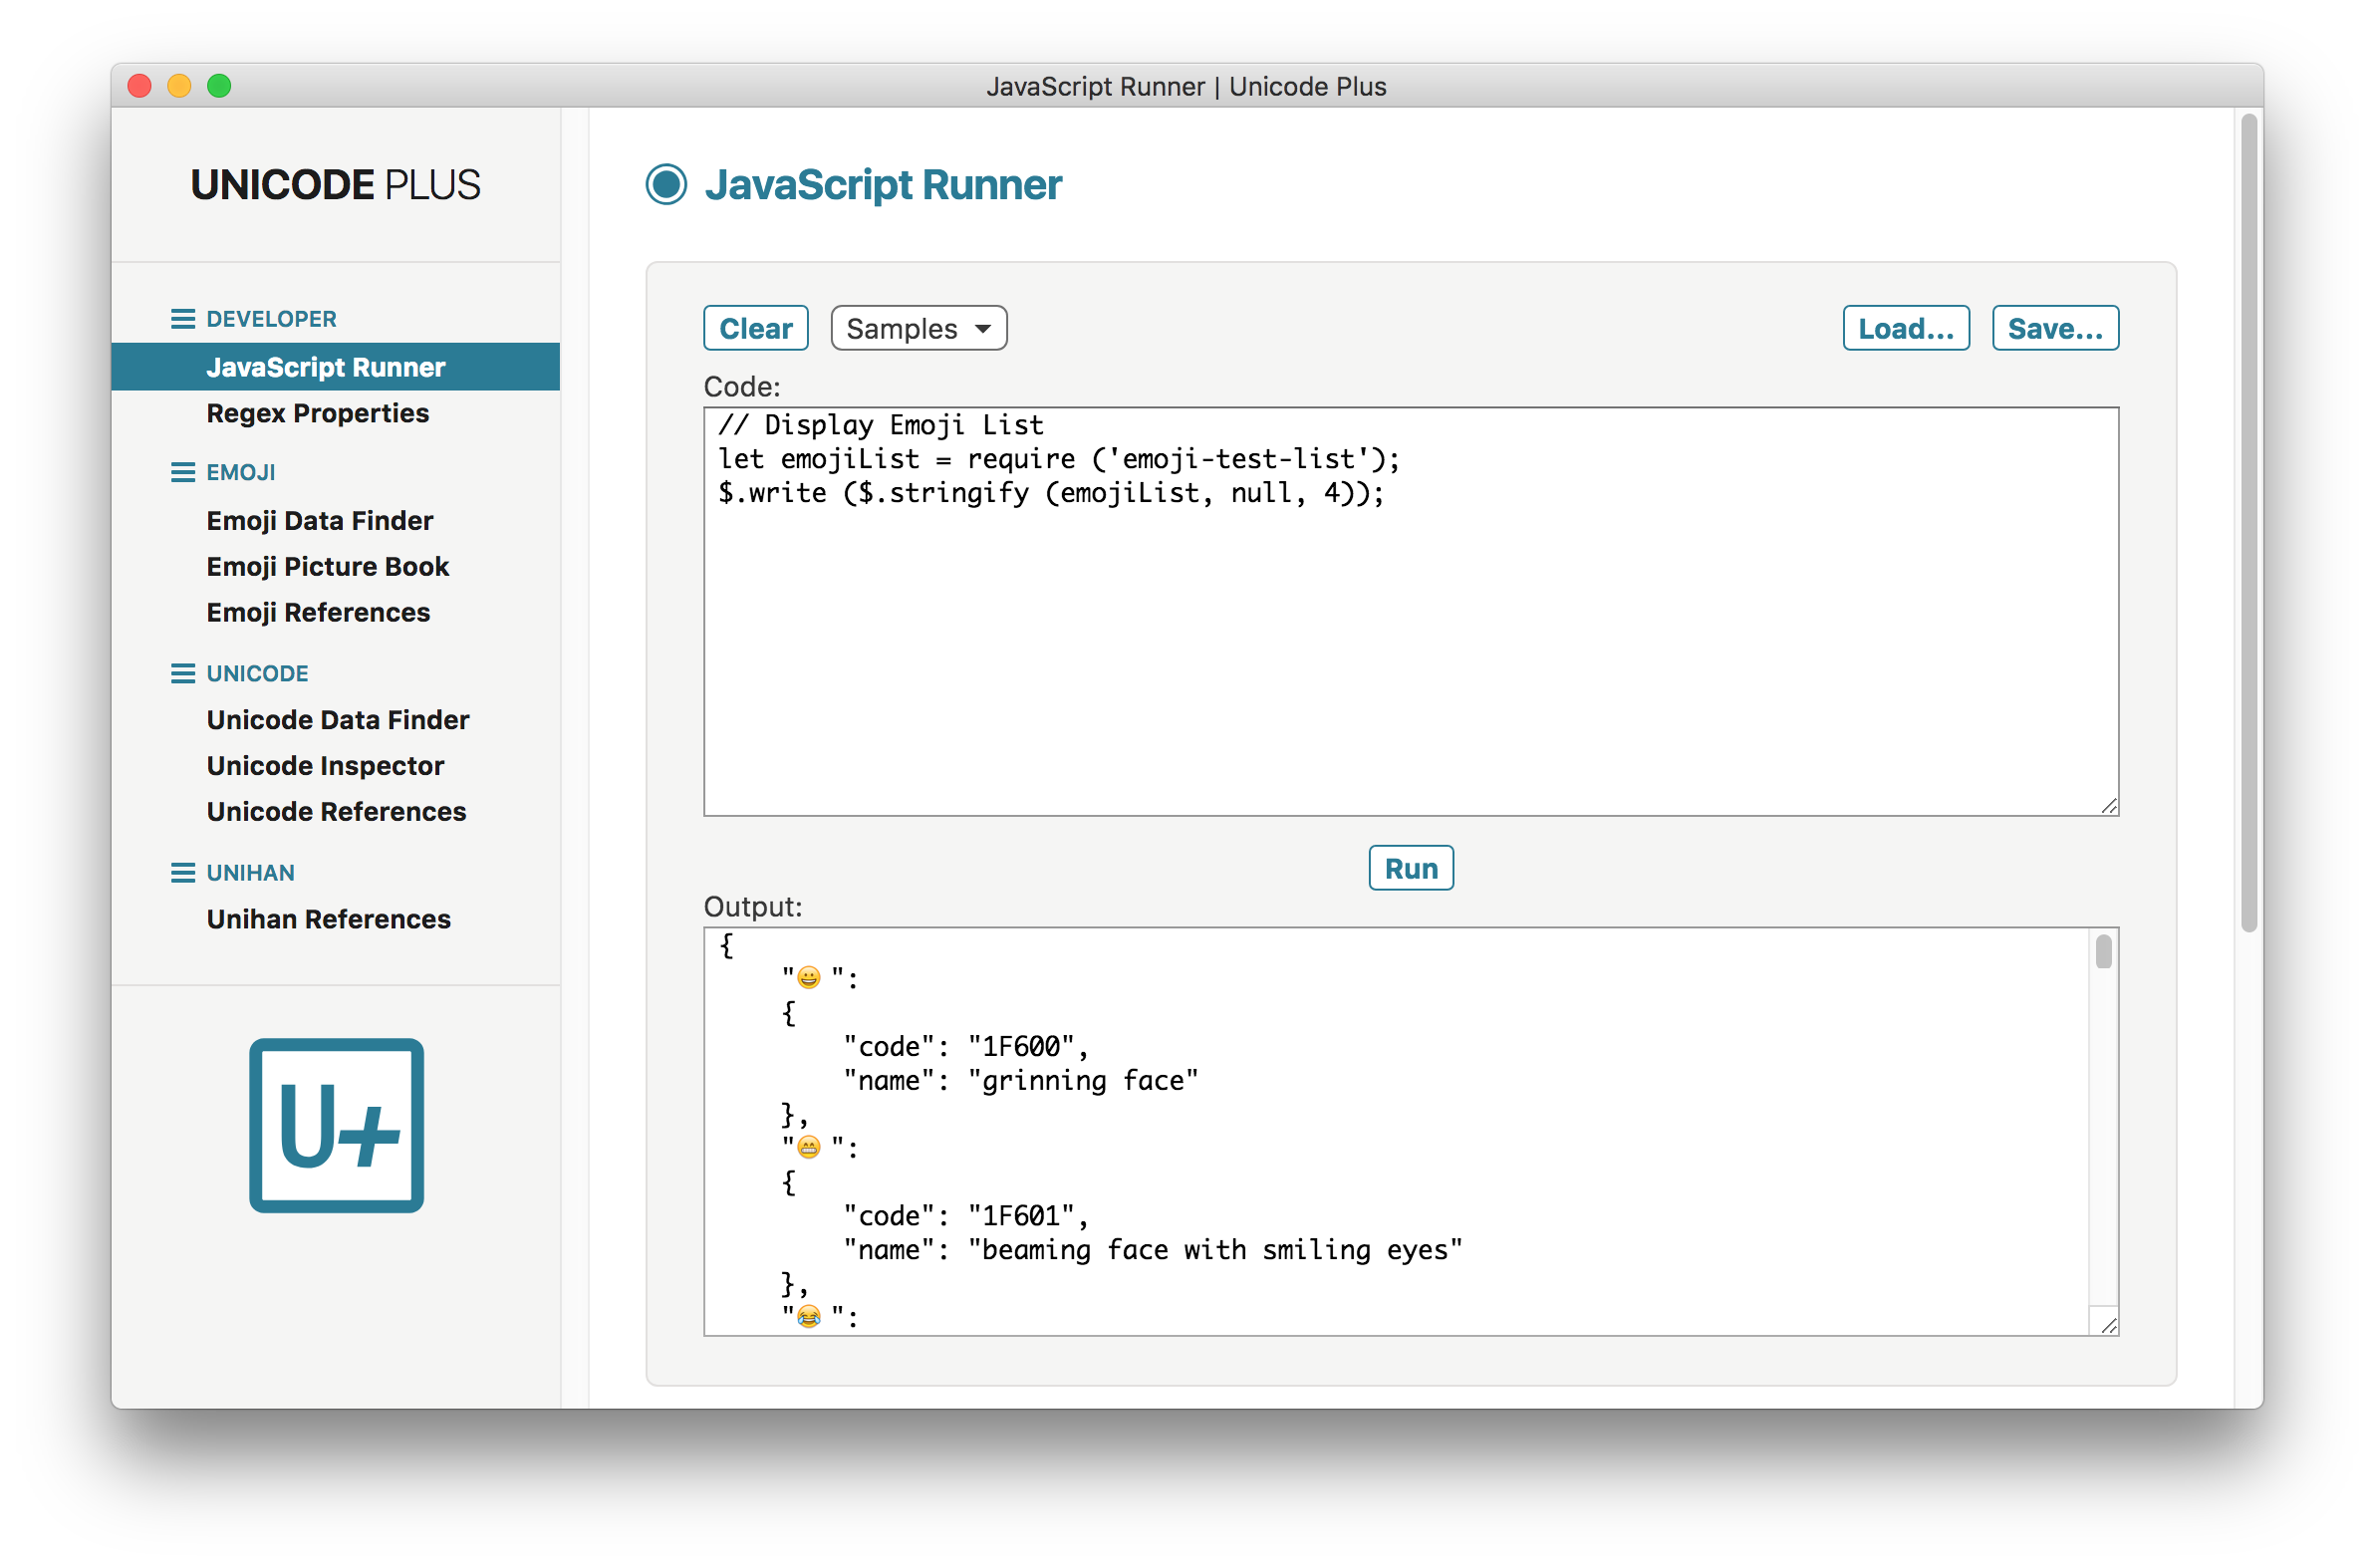 JavaScript Runner | Unicode Plus
UNICODE PLUS
DEVELOPER
JavaScript Runner
Regex Properties
EMOJI
Emoji Data Finder
Emoji Picture Book
Emoji References
UNICODE
Unicode Data Finder
Unicode Inspector
Unicode References
UNIHAN
Unihan References
U+
JavaScript Runner
Clear Samples Load... Save...
Code:
// Display Emoji List
let emojiList = require ('emoji-test-list');
$.write ($.stringify (emojiList, null, 4));
Run
Output:
{
    "😀":
    {
        "code": "1F600",
        "name": "grinning face"
    },
    "😁":
    {
        "code": "1F601",
        "name": "beaming face with smiling eyes"
    },
    "😂":